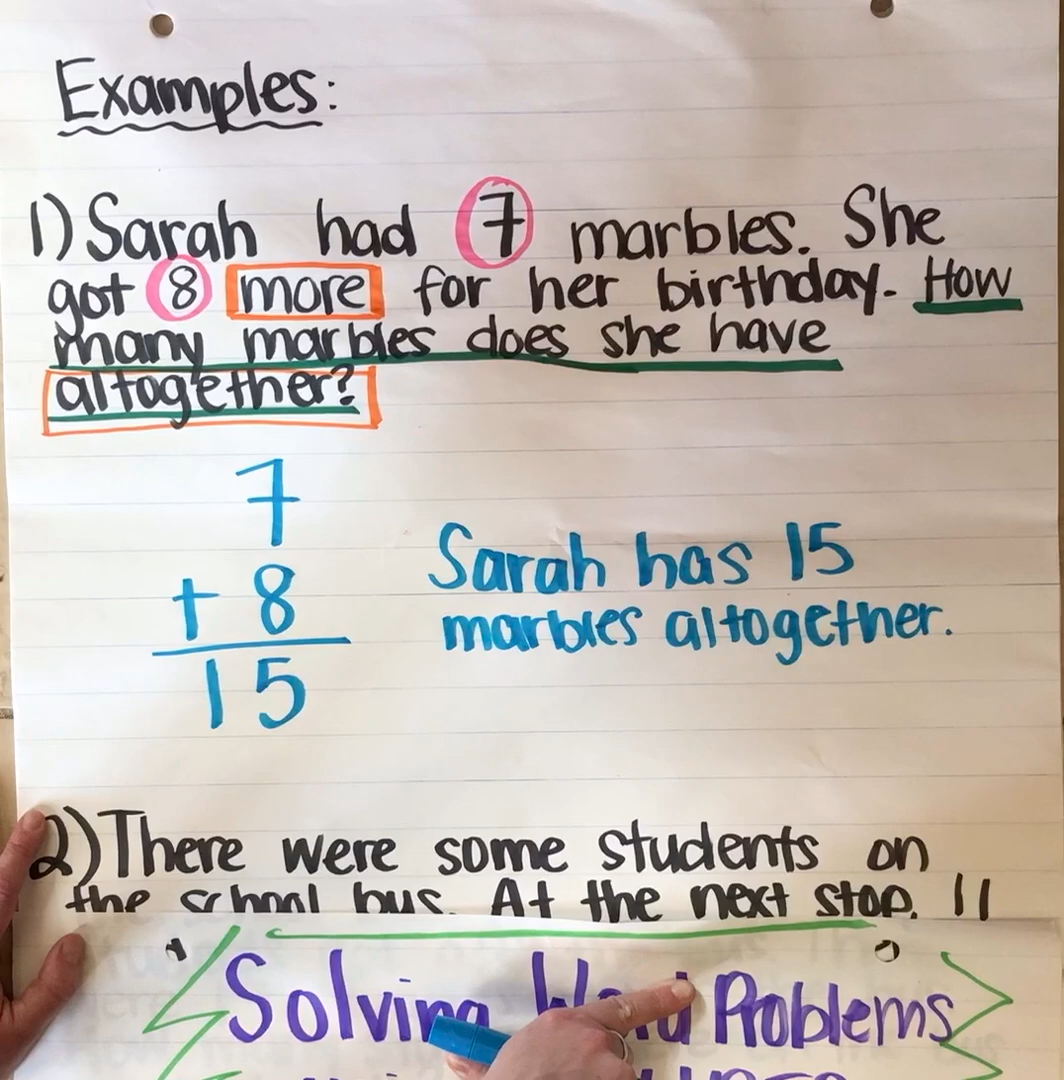 Examples:
1) Sarah had 7 marbles. She
got 8 more for her birthday. How
many marbles does she have
altogether?
7
+ 8
15
Sarah has 15
marbles altogether.
2) There were some students on
the school bus. At the next stop, 11
Solving Word Problems